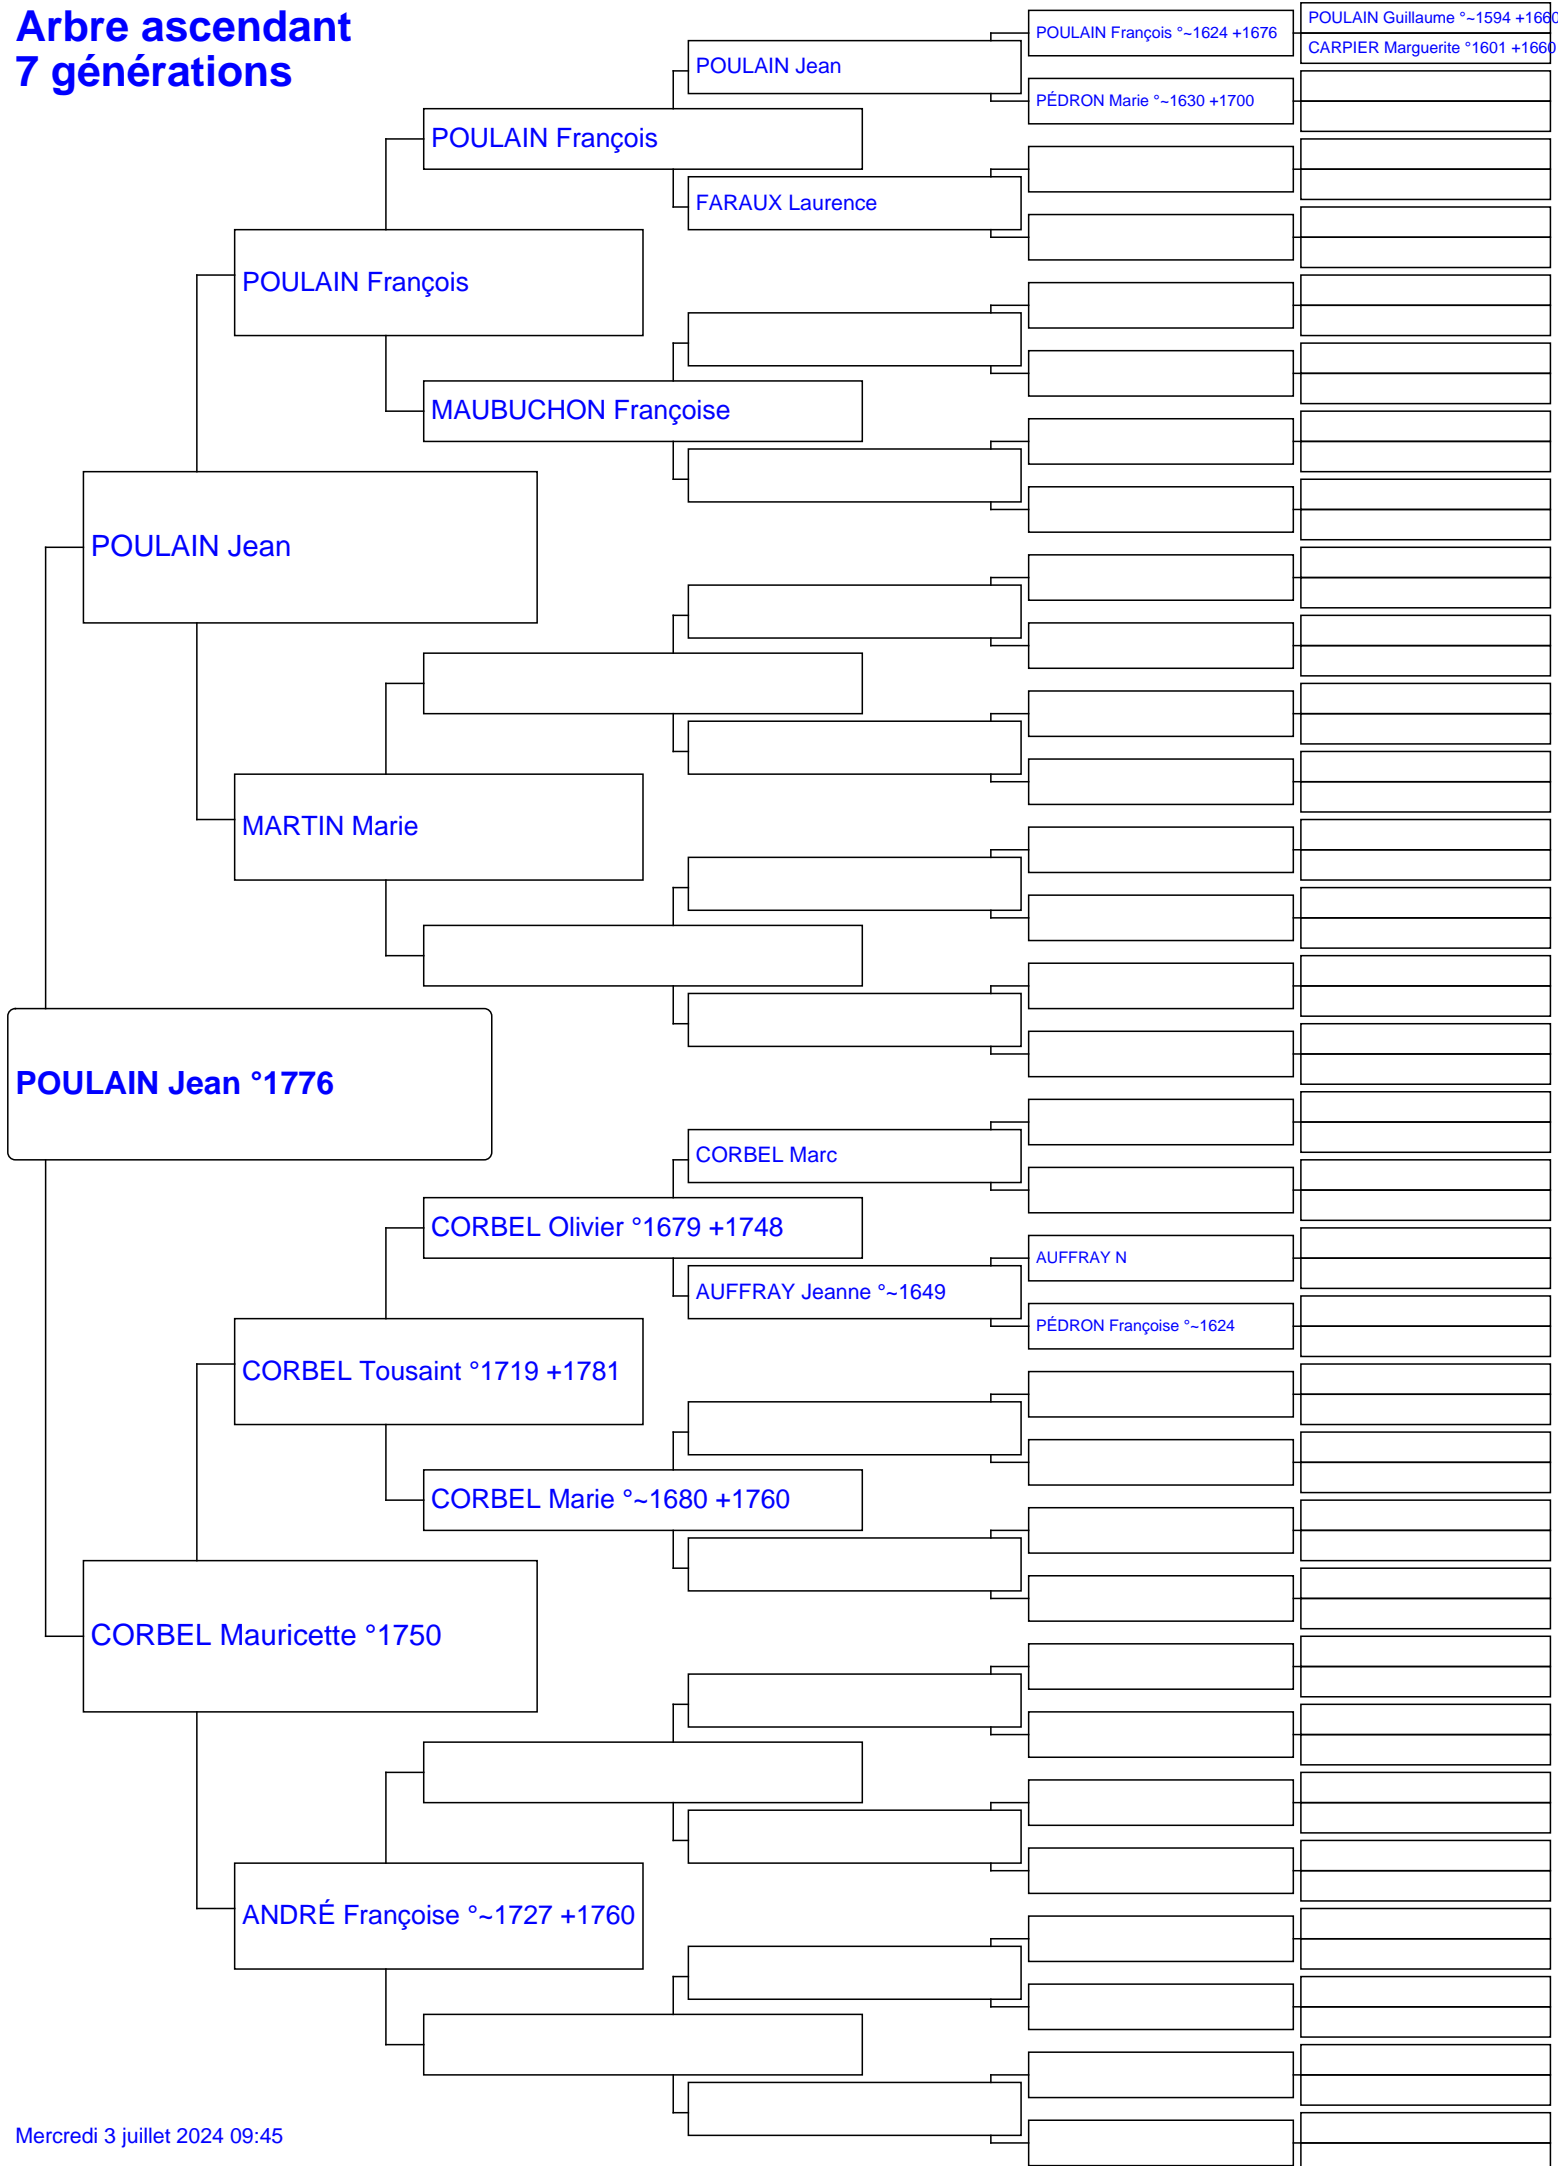 Arbre ascendant
7 générations
POULAIN Guillaume °~1594 +1660
POULAIN François °~1624 +1676
CARPIER Marguerite °1601 +1660
POULAIN Jean
PÉDRON Marie °~1630 +1700
POULAIN François
FARAUX Laurence
POULAIN François
MAUBUCHON Françoise
POULAIN Jean
MARTIN Marie
POULAIN Jean °1776
CORBEL Marc
CORBEL Olivier °1679 +1748
AUFFRAY N
AUFFRAY Jeanne °~1649
PÉDRON Françoise °~1624
CORBEL Tousaint °1719 +1781
CORBEL Marie °~1680 +1760
CORBEL Mauricette °1750
ANDRÉ Françoise °~1727 +1760
Mercredi 3 juillet 2024 09:45